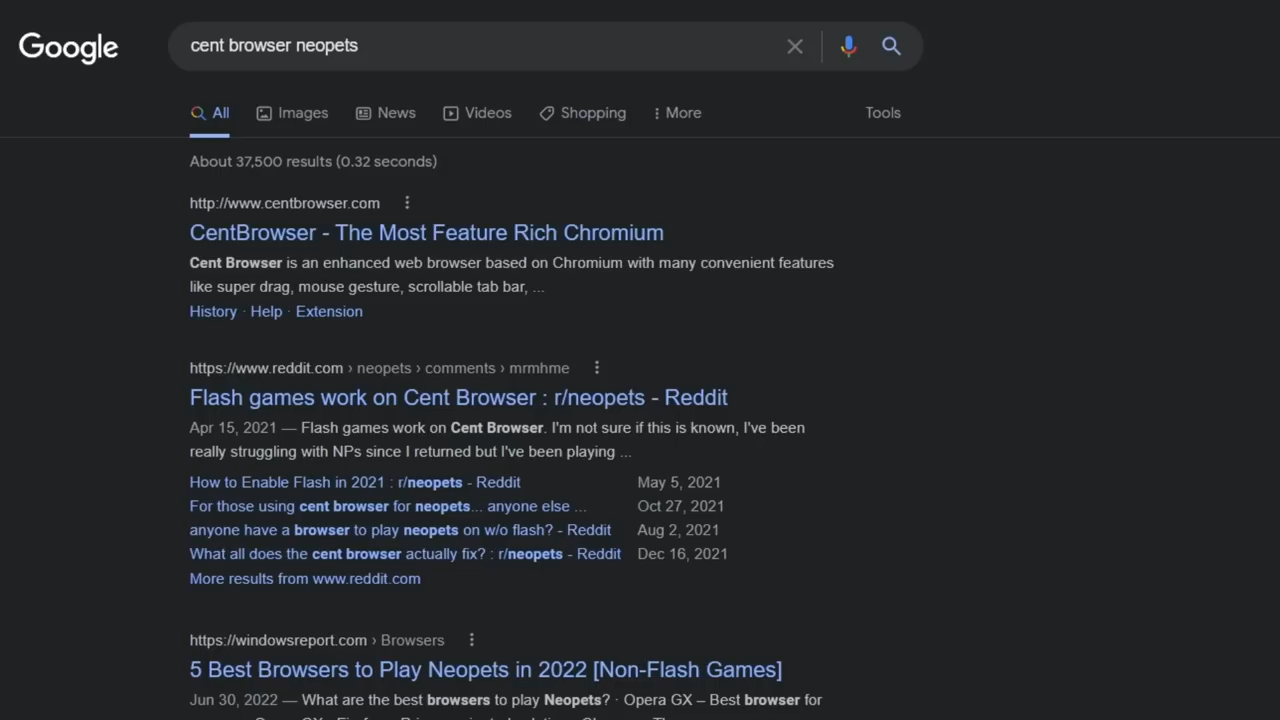 Google
cent browser neopets
All Images News Videos Shopping More Tools
About 37,500 results (0.32 seconds)
http://www.centbrowser.com
CentBrowser - The Most Feature Rich Chromium
Cent Browser is an enhanced web browser based on Chromium with many convenient features
like super drag, mouse gesture, scrollable tab bar, ...
History · Help · Extension
https://www.reddit.com › neopets › comments › mrmhme
Flash games work on Cent Browser : r/neopets - Reddit
Apr 15, 2021 — Flash games work on Cent Browser. I'm not sure if this is known, I've been
really struggling with NPs since I returned but I've been playing ...
How to Enable Flash in 2021 : r/neopets - Reddit May 5, 2021
For those using cent browser for neopets... anyone else ... Oct 27, 2021
anyone have a browser to play neopets on w/o flash? - Reddit Aug 2, 2021
What all does the cent browser actually fix? : r/neopets - Reddit Dec 16, 2021
More results from www.reddit.com
https://windowsreport.com › Browsers
5 Best Browsers to Play Neopets in 2022 [Non-Flash Games]
Jun 30, 2022 — What are the best browsers to play Neopets? · Opera GX – Best browser for